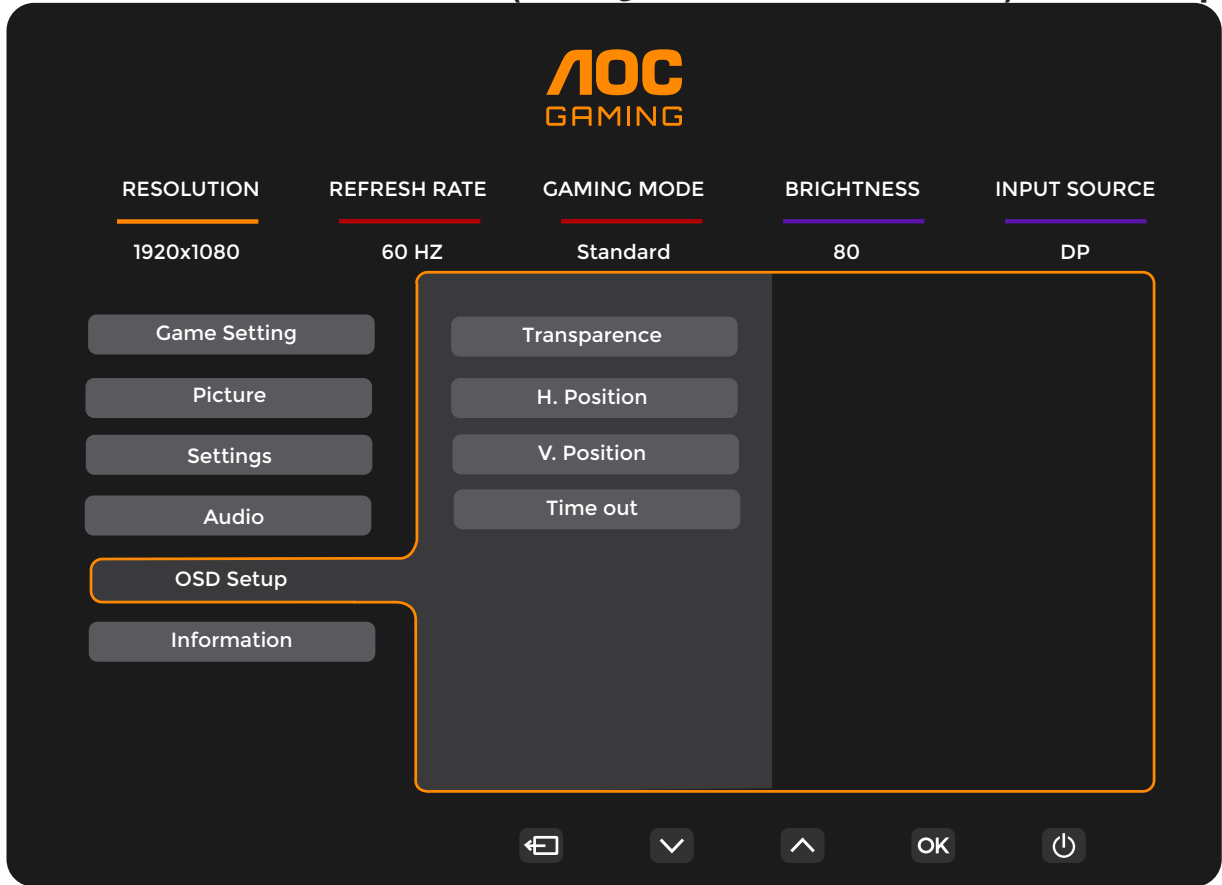 AOC
GAMING
RESOLUTION REFRESH RATE GAMING MODE BRIGHTNESS INPUT SOURCE
1920x1080 60 HZ Standard 80 DP
Game Setting
Picture
Settings
Audio
OSD Setup
Information
Transparence
H. Position
V. Position
Time out
OK